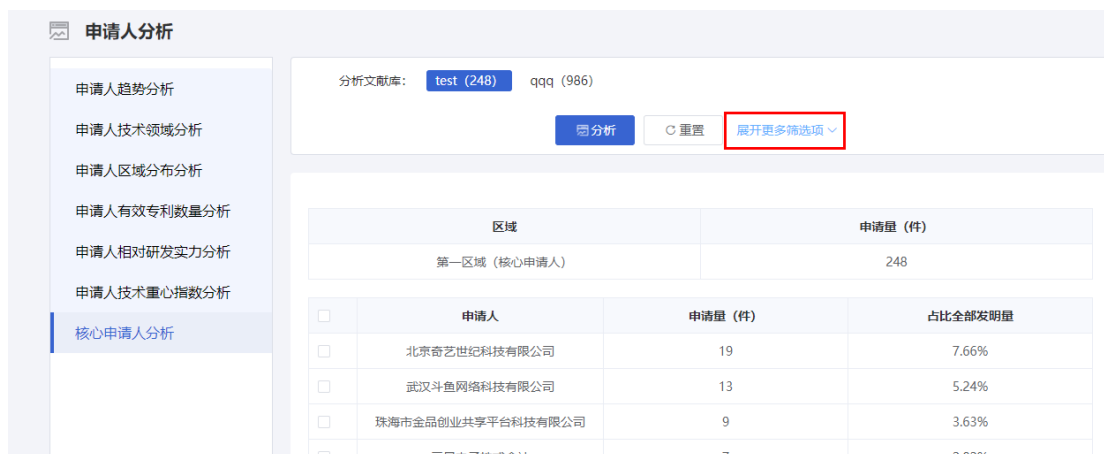 申请人分析
申请人趋势分析
申请人技术领域分析
申请人区域分布分析
申请人有效专利数量分析
申请人相对研发实力分析
申请人技术重心指数分析
核心申请人分析
分析文献库： test（248） qqq（986）
分析 重置 展开更多筛选项
区域 申请量（件）
第一区域（核心申请人） 248
申请人 申请量（件） 占比全部发明量
北京奇艺世纪科技有限公司 19 7.66%
武汉斗鱼网络科技有限公司 13 5.24%
珠海市金品创业共享平台科技有限公司 9 3.63%